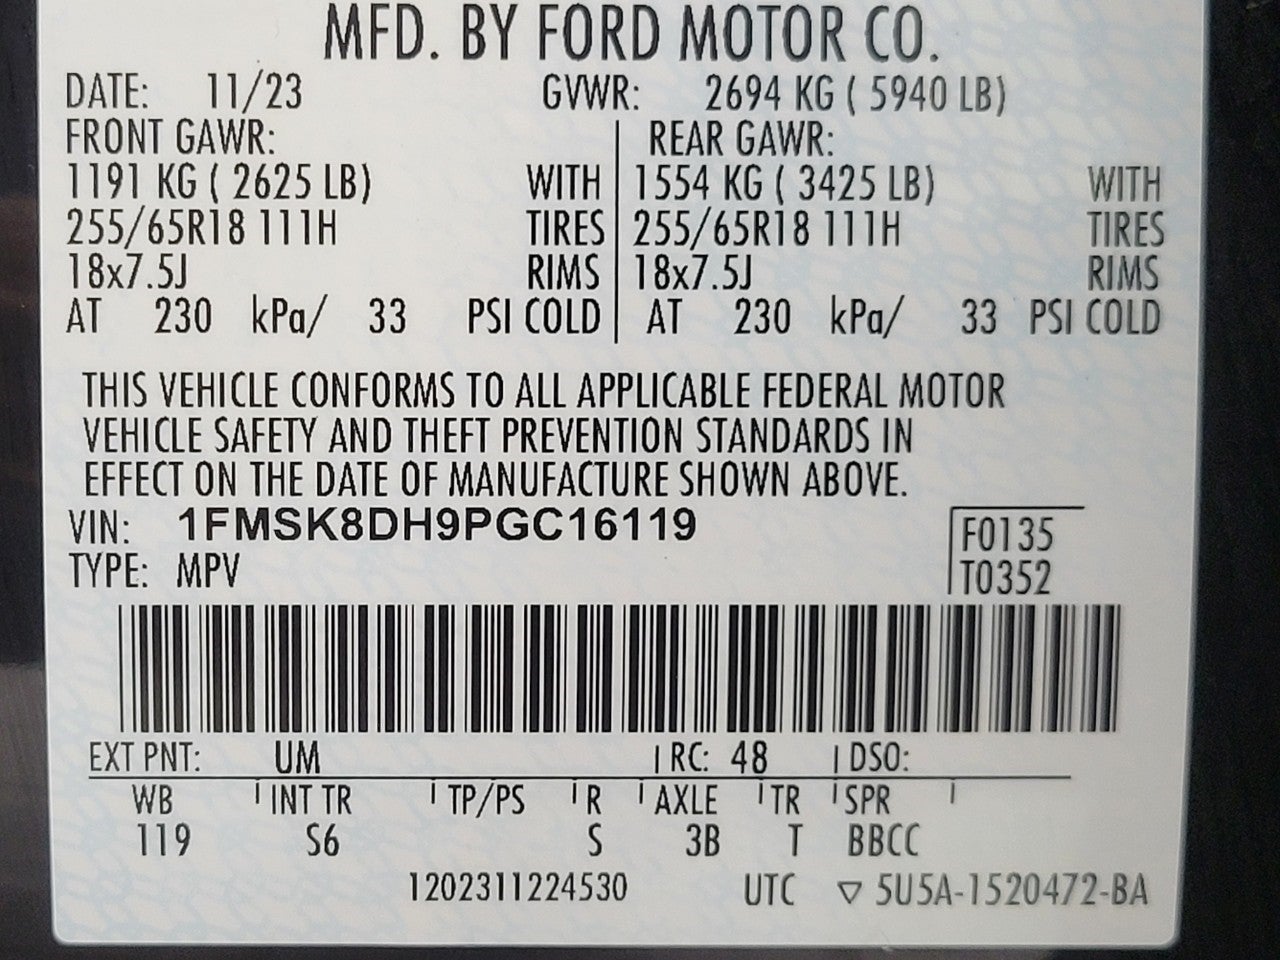 MFD. BY FORD MOTOR CO.
DATE: 11/23 GVWR: 2694 KG ( 5940 LB)
FRONT GAWR: REAR GAWR:
1191 KG ( 2625 LB) WITH 1554 KG ( 3425 LB) WITH
255/65R18 111H TIRES 255/65R18 111H TIRES
18x7.5J RIMS 18x7.5J RIMS
AT 230 kPa/ 33 PSI COLD AT 230 kPa/ 33 PSI COLD
THIS VEHICLE CONFORMS TO ALL APPLICABLE FEDERAL MOTOR
VEHICLE SAFETY AND THEFT PREVENTION STANDARDS IN
EFFECT ON THE DATE OF MANUFACTURE SHOWN ABOVE.
VIN: 1FMSK8DH9PGC16119 F0135
TYPE: MPV T0352
EXT PNT: UM RC: 48 DSO:
WB INT TR TP/PS R AXLE TR SPR
119 S6 S 3B T BBCC
1202311224530 UTC ▽ 5U5A-1520472-BA